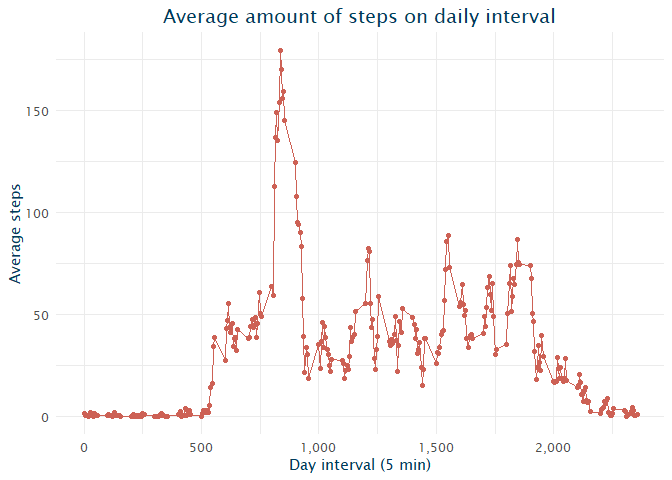 Average amount of steps on daily interval
Average steps
150
100
50
0
0 500 1,000 1,500 2,000
Day interval (5 min)